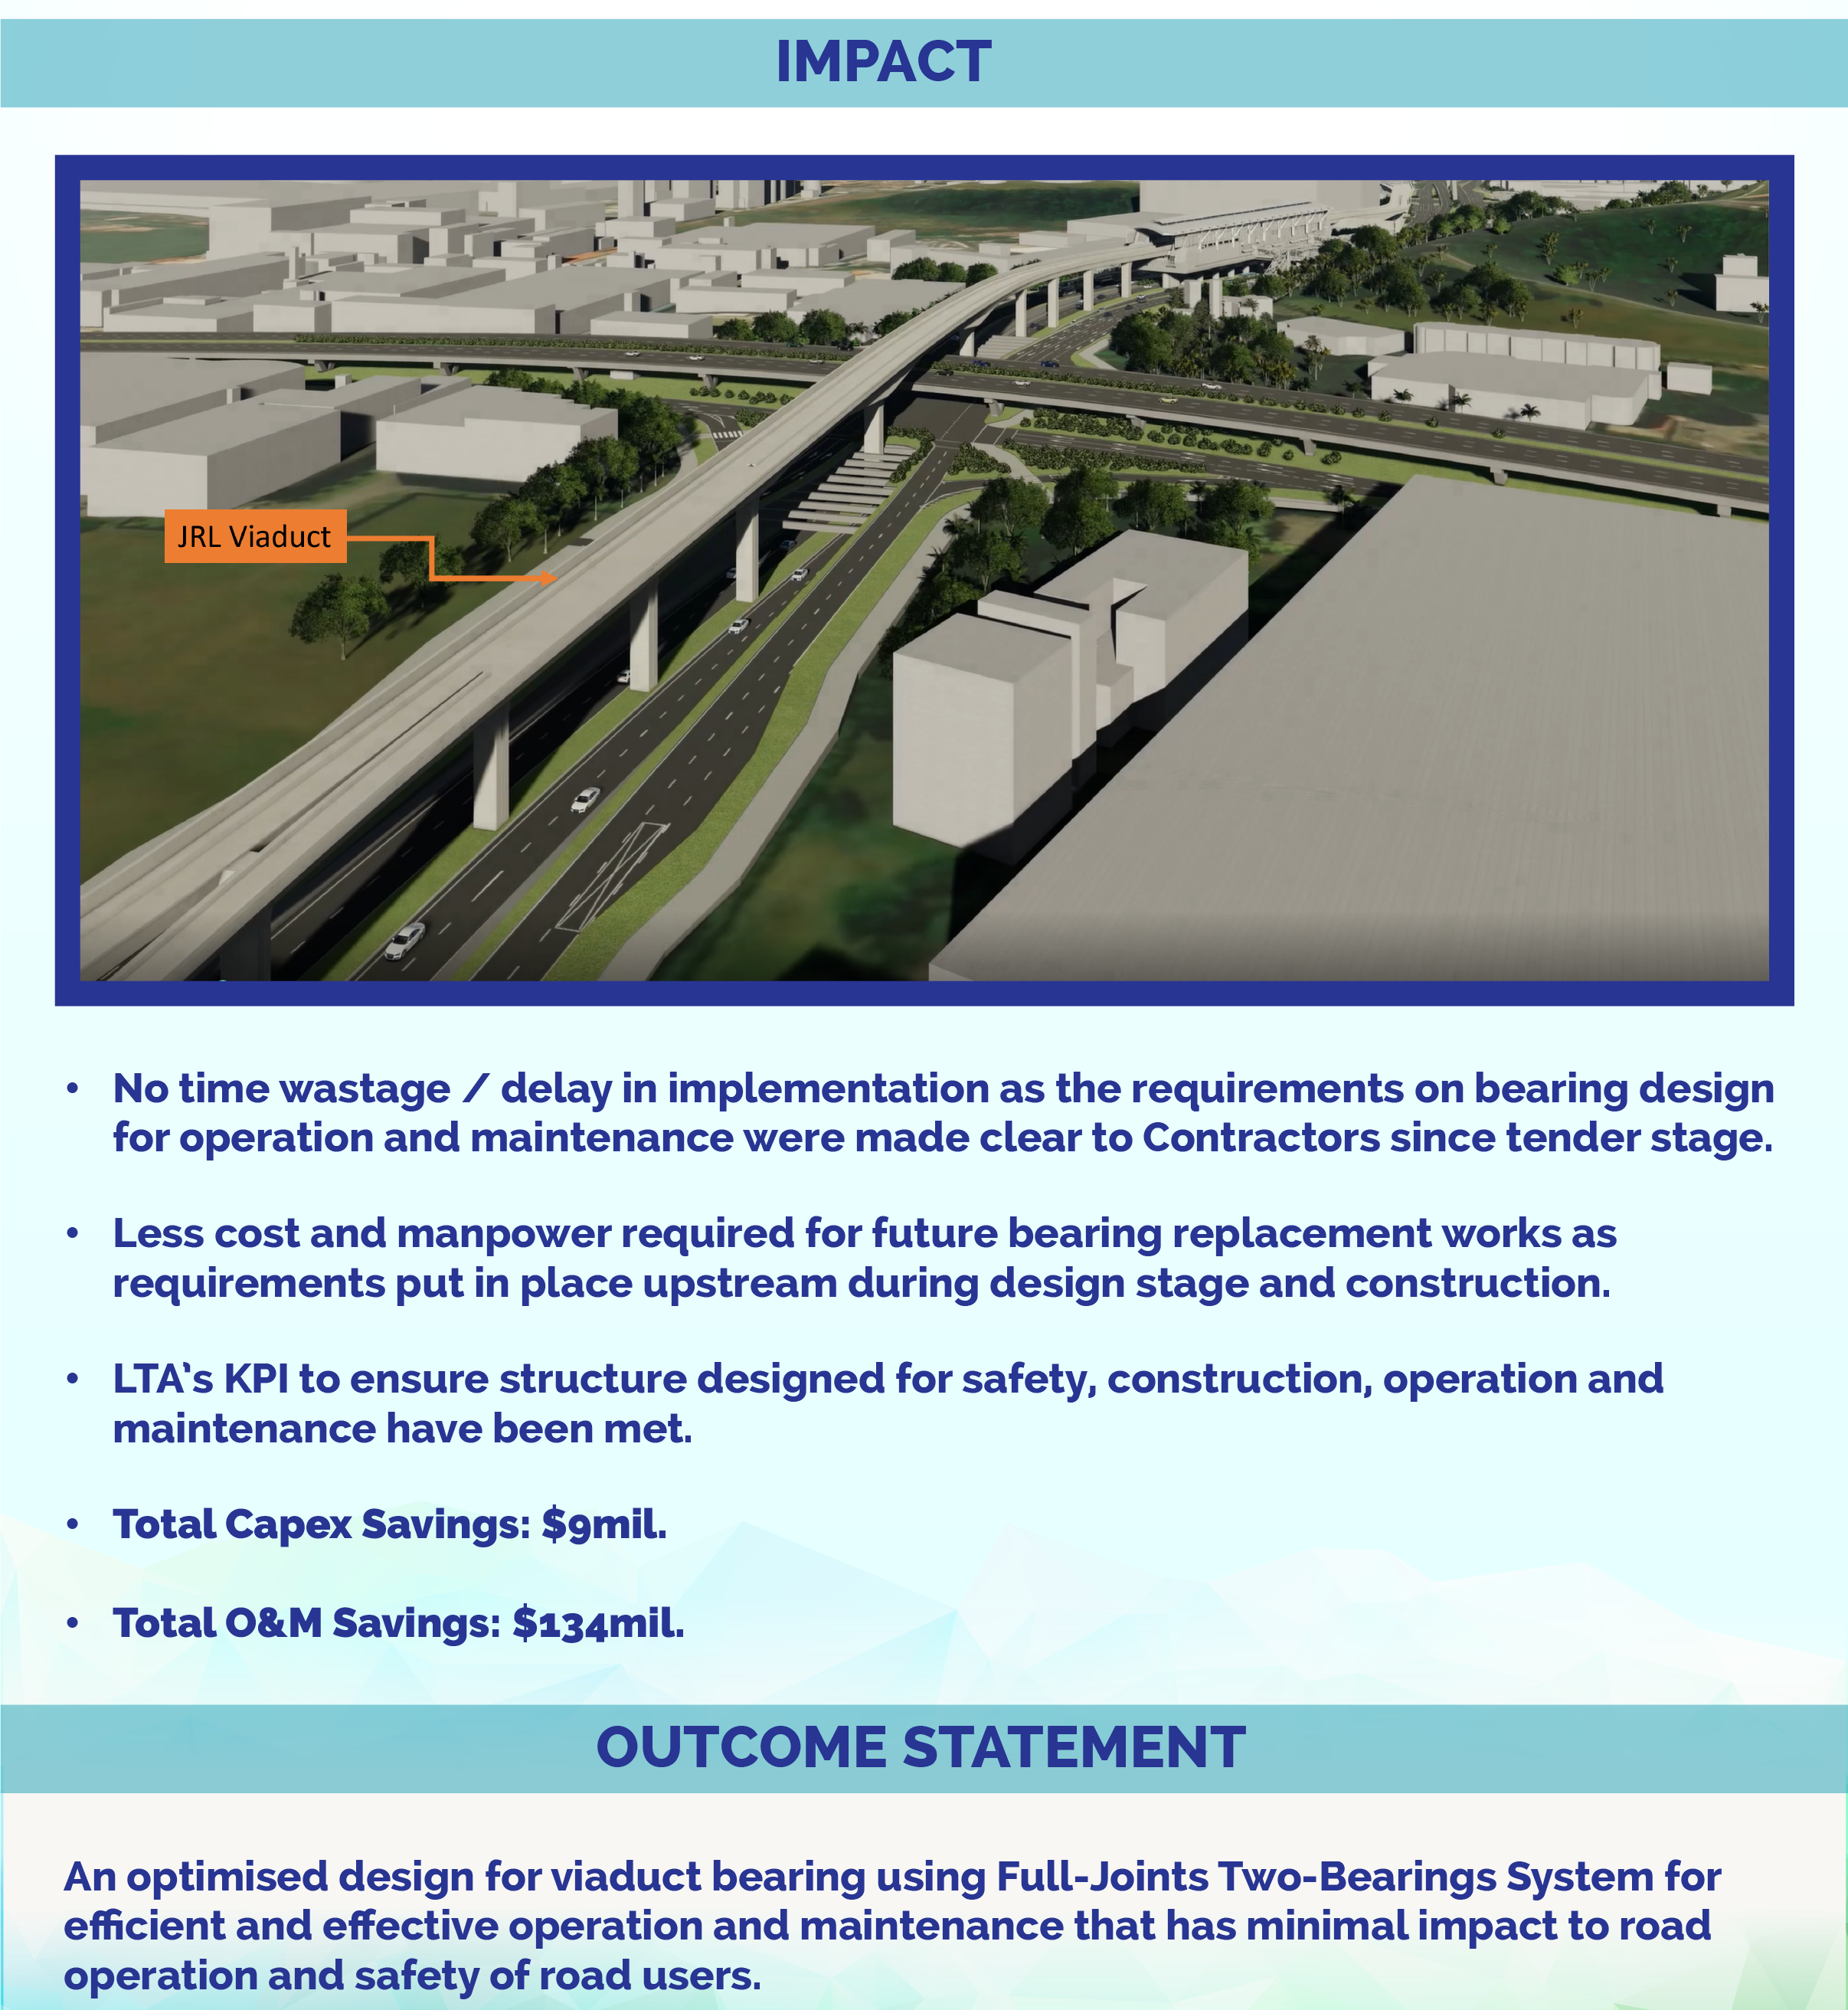 IMPACT
JRL Viaduct
• No time wastage / delay in implementation as the requirements on bearing design
for operation and maintenance were made clear to Contractors since tender stage.
• Less cost and manpower required for future bearing replacement works as
requirements put in place upstream during design stage and construction.
• LTA's KPI to ensure structure designed for safety, construction, operation and
maintenance have been met.
• Total Capex Savings: $9mil.
• Total O&M Savings: $134mil.
OUTCOME STATEMENT
An optimised design for viaduct bearing using Full-Joints Two-Bearings System for
efficient and effective operation and maintenance that has minimal impact to road
operation and safety of road users.